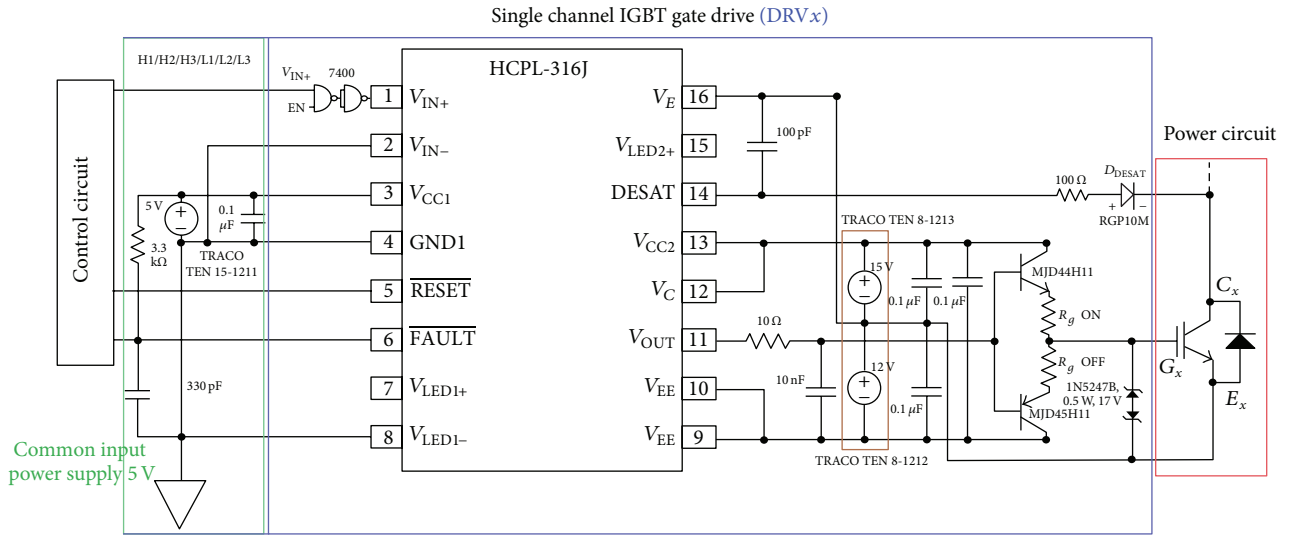 Single channel IGBT gate drive (DRVx)
H1/H2/H3/L1/L2/L3
Control circuit
VIN+
7400
EN
HCPL-316J
1 VIN+
2 VIN−
3 VCC1
4 GND1
5 RESET
6 FAULT
7 VLED1+
8 VLED1−
VE 16
VLED2+ 15
DESAT 14
VCC2 13
VC 12
VOUT 11
VEE 10
VEE 9
5 V
+
−
0.1
μF
3.3
kΩ
TRACO
TEN 15-1211
330 pF
Common input
power supply 5 V
100 pF
100 Ω
DDESAT
+ −
RGP10M
Power circuit
TRACO TEN 8-1213
15 V
+
−
0.1 μF
0.1 μF
MJD44H11
Rg ON
10 Ω
10 nF
12 V
+
−
0.1 μF
Rg OFF
MJD45H11
1N5247B,
0.5 W, 17 V
TRACO TEN 8-1212
Cx
Gx
Ex